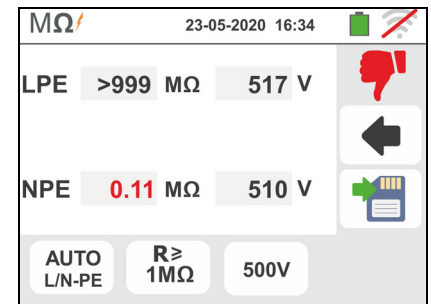 MΩ 23-05-2020 16:34
LPE >999 MΩ 517 V
NPE 0.11 MΩ 510 V
AUTO L/N-PE
R≥ 1MΩ
500V